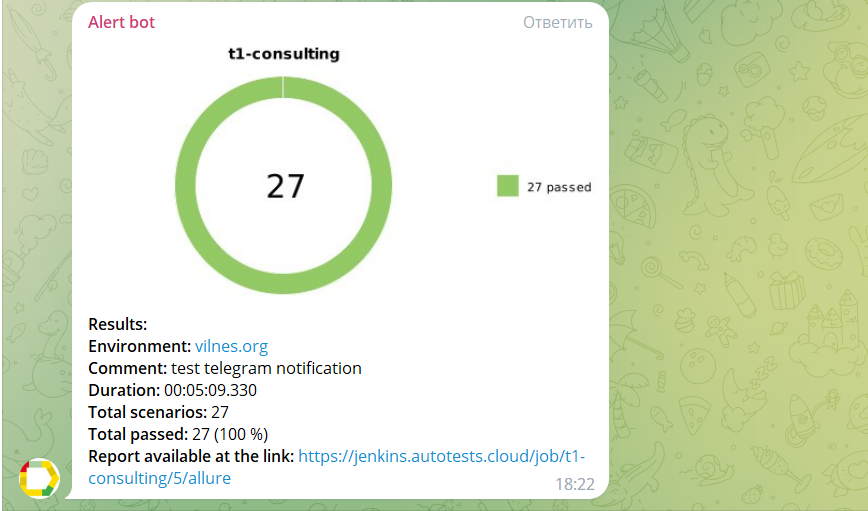 Alert bot
Ответить
t1-consulting
27
27 passed
Results:
Environment: vilnes.org
Comment: test telegram notification
Duration: 00:05:09.330
Total scenarios: 27
Total passed: 27 (100 %)
Report available at the link: https://jenkins.autotests.cloud/job/t1-
consulting/5/allure
18:22